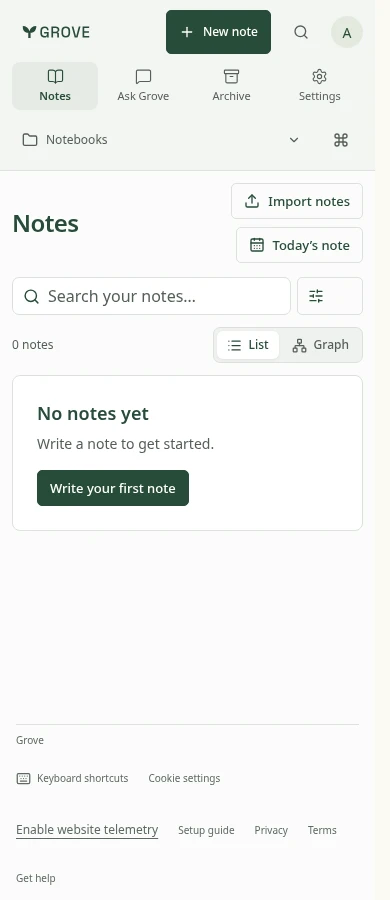 GROVE
New note
A
Notes
Ask Grove
Archive
Settings
Notebooks
Notes
Import notes
Today's note
Search your notes...
0 notes
List
Graph
No notes yet
Write a note to get started.
Write your first note
Grove
Keyboard shortcuts
Cookie settings
Enable website telemetry
Setup guide
Privacy
Terms
Get help